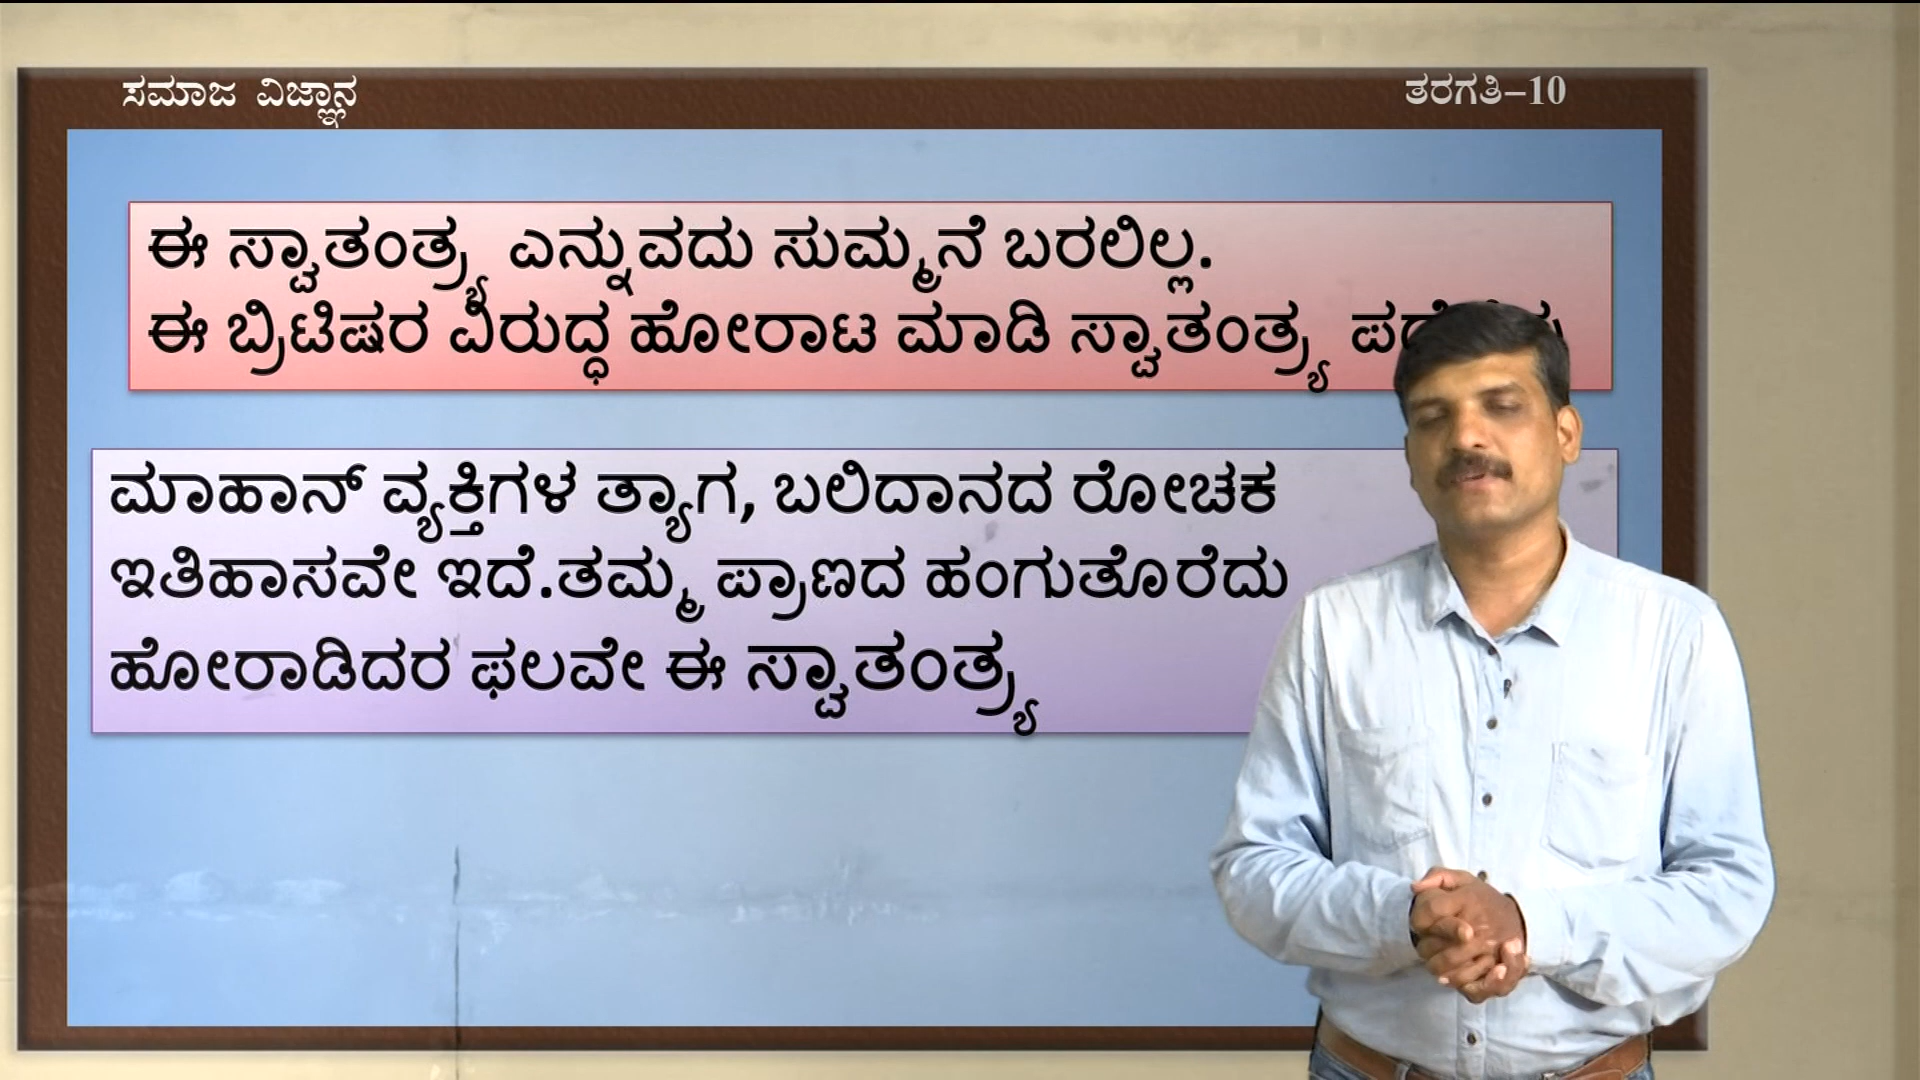 ಸಮಾಜ ವಿಜ್ಞಾನ
ತರಗತಿ–10
ಈ ಸ್ವಾತಂತ್ರ್ಯ ಎನ್ನುವದು ಸುಮ್ಮನೆ ಬರಲಿಲ್ಲ.
ಈ ಬ್ರಿಟಿಷರ ವಿರುದ್ಧ ಹೋರಾಟ ಮಾಡಿ ಸ್ವಾತಂತ್ರ್ಯ
ಮಾಹಾನ್ ವ್ಯಕ್ತಿಗಳ ತ್ಯಾಗ, ಬಲಿದಾನದ ರೋಚಕ
ಇತಿಹಾಸವೇ ಇದೆ.ತಮ್ಮ ಪ್ರಾಣದ ಹಂಗುತೊರೆದು
ಹೋರಾಡಿದರ ಫಲವೇ ಈ ಸ್ವಾತಂತ್ರ್ಯ